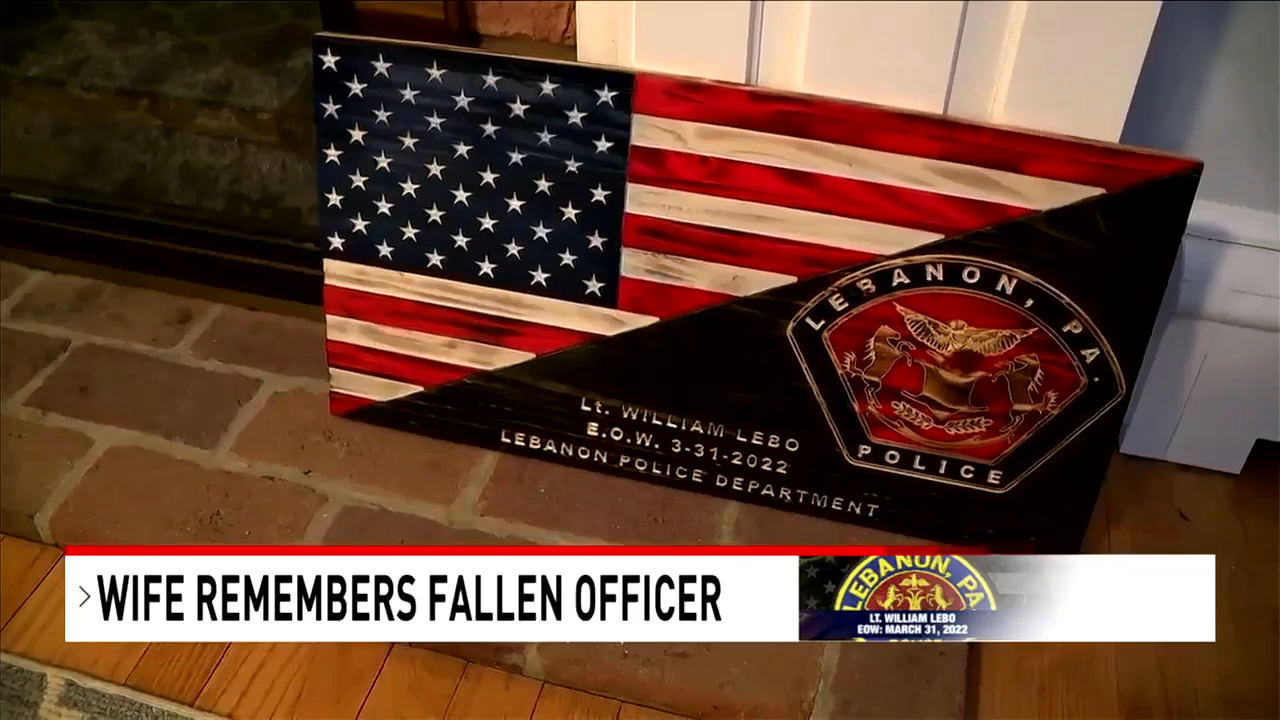 LEBANON, PA.
POLICE
Lt. WILLIAM LEBO
E.O.W. 3-31-2022
LEBANON POLICE DEPARTMENT
WIFE REMEMBERS FALLEN OFFICER
LEBANON, PA
LT. WILLIAM LEBO
EOW: MARCH 31, 2022